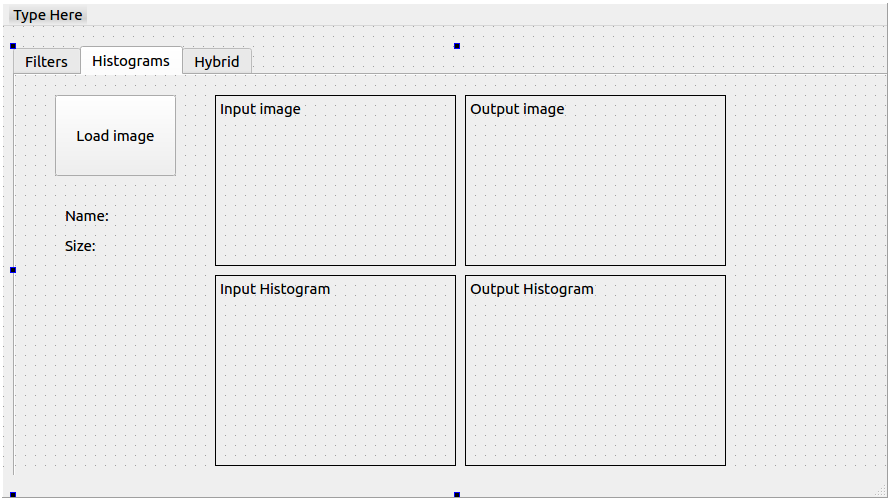 Type Here
Filters Histograms Hybrid
Load image
Name:
Size:
Input image
Output image
Input Histogram
Output Histogram